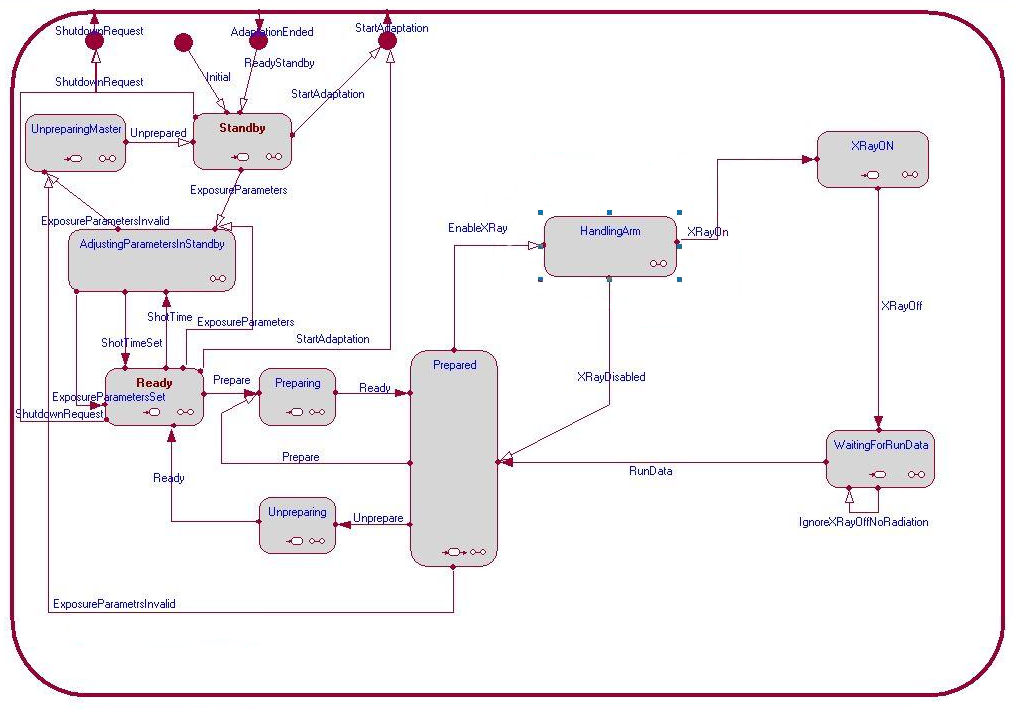 ShutdownRequest
AdaptationEnded
StartAdaptation
ReadyStandby
Initial
ShutdownRequest
StartAdaptation
UnpreparingMaster
Unprepared
Standby
XRayON
ExposureParameters
ExposureParametersInvalid
EnableXRay
HandlingArm
XRayOn
AdjustingParametersInStandby
XRayOff
ShotTime
ExposureParameters
ShotTimeSet
StartAdaptation
Prepared
XRayDisabled
Ready
Prepare
Preparing
Ready
ExposureParametersSet
ShutdownRequest
WaitingForRunData
Prepare
RunData
Ready
Unpreparing
Unprepare
IgnoreXRayOffNoRadiation
ExposureParametrsInvalid